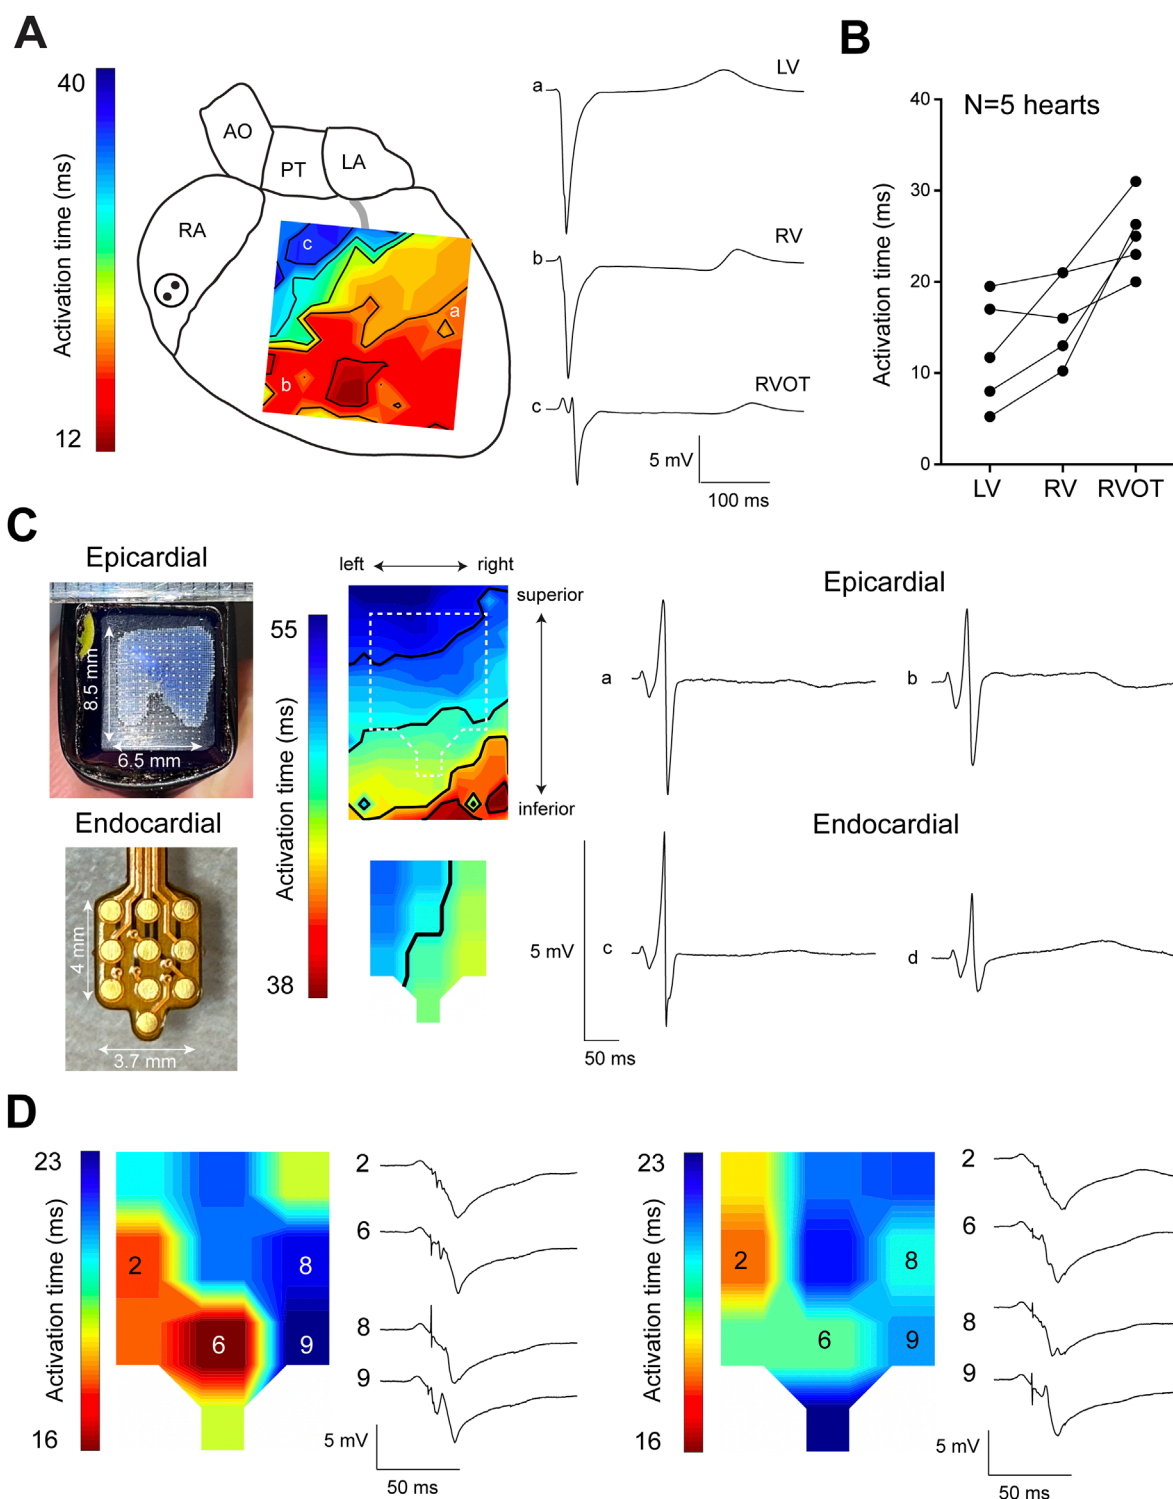 A
40
Activation time (ms)
12
AO
PT
LA
RA
c
a
b
a
LV
b
RV
c
RVOT
5 mV
100 ms
B
N=5 hearts
Activation time (ms)
40
30
20
10
0
LV RV RVOT
C
Epicardial
8.5 mm
6.5 mm
Endocardial
4 mm
3.7 mm
55
Activation time (ms)
38
left right
superior
inferior
Epicardial
a
b
Endocardial
c
d
5 mV
50 ms
D
23
Activation time (ms)
16
2
8
6
9
2
6
8
9
5 mV
50 ms
23
Activation time (ms)
16
2
8
6
9
2
6
8
9
5 mV
50 ms